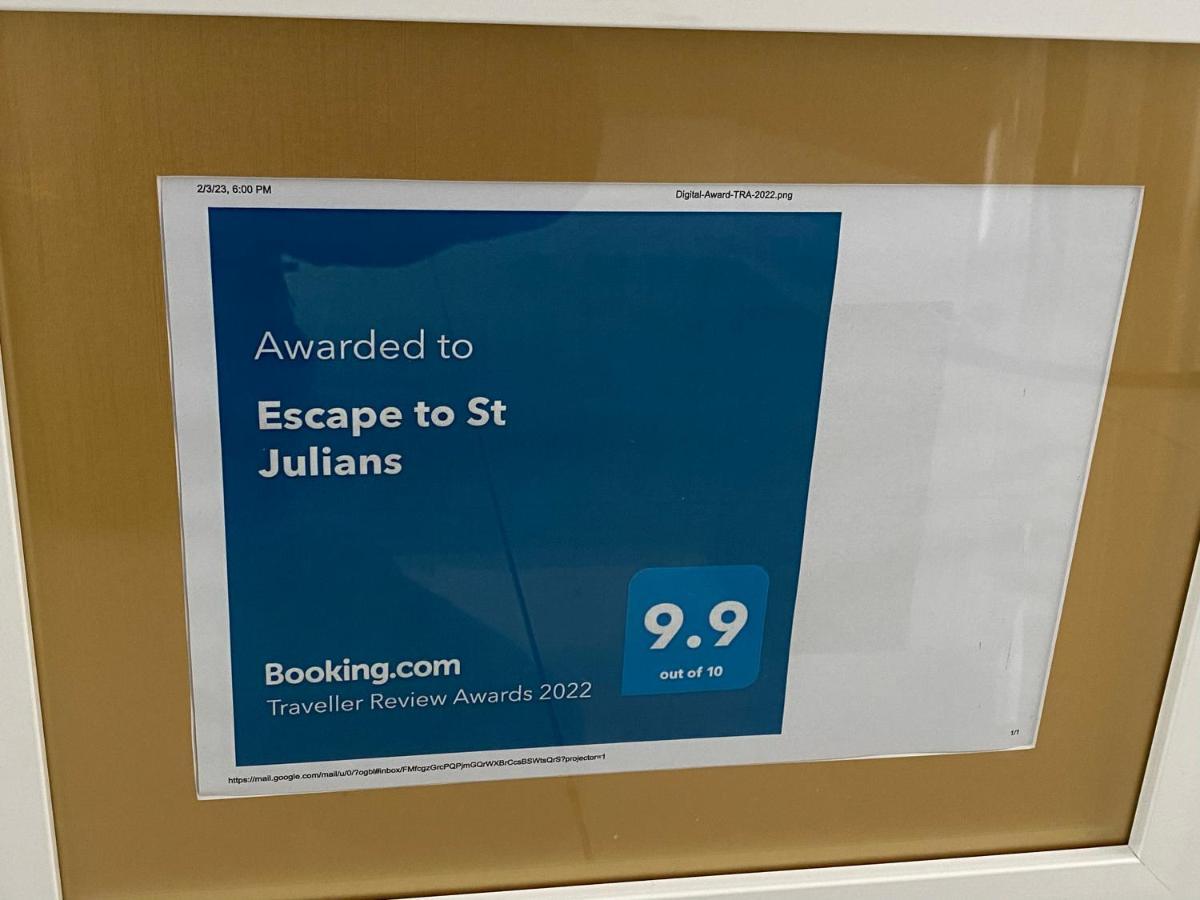 2/3/23, 6:00 PM
Digital-Award-TRA-2022.png
Awarded to
Escape to St
Julians
9.9
out of 10
Booking.com
Traveller Review Awards 2022
1/1